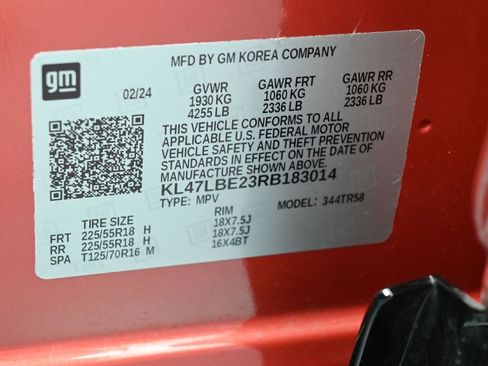 gm
MFD BY GM KOREA COMPANY
02/24 GVWR GAWR FRT GAWR RR
1930 KG 1060 KG 1060 KG
4255 LB 2336 LB 2336 LB
THIS VEHICLE CONFORMS TO ALL
APPLICABLE U.S. FEDERAL MOTOR
VEHICLE SAFETY AND THEFT PREVENTION
STANDARDS IN EFFECT ON THE DATE OF
MANUFACTURE SHOWN ABOVE.
KL47LBE23RB183014
TYPE: MPV MODEL: 344TR58
TIRE SIZE RIM
FRT 225/55R18 H 18X7.5J
RR 225/55R18 H 18X7.5J
SPA T125/70R16 M 16X4BT